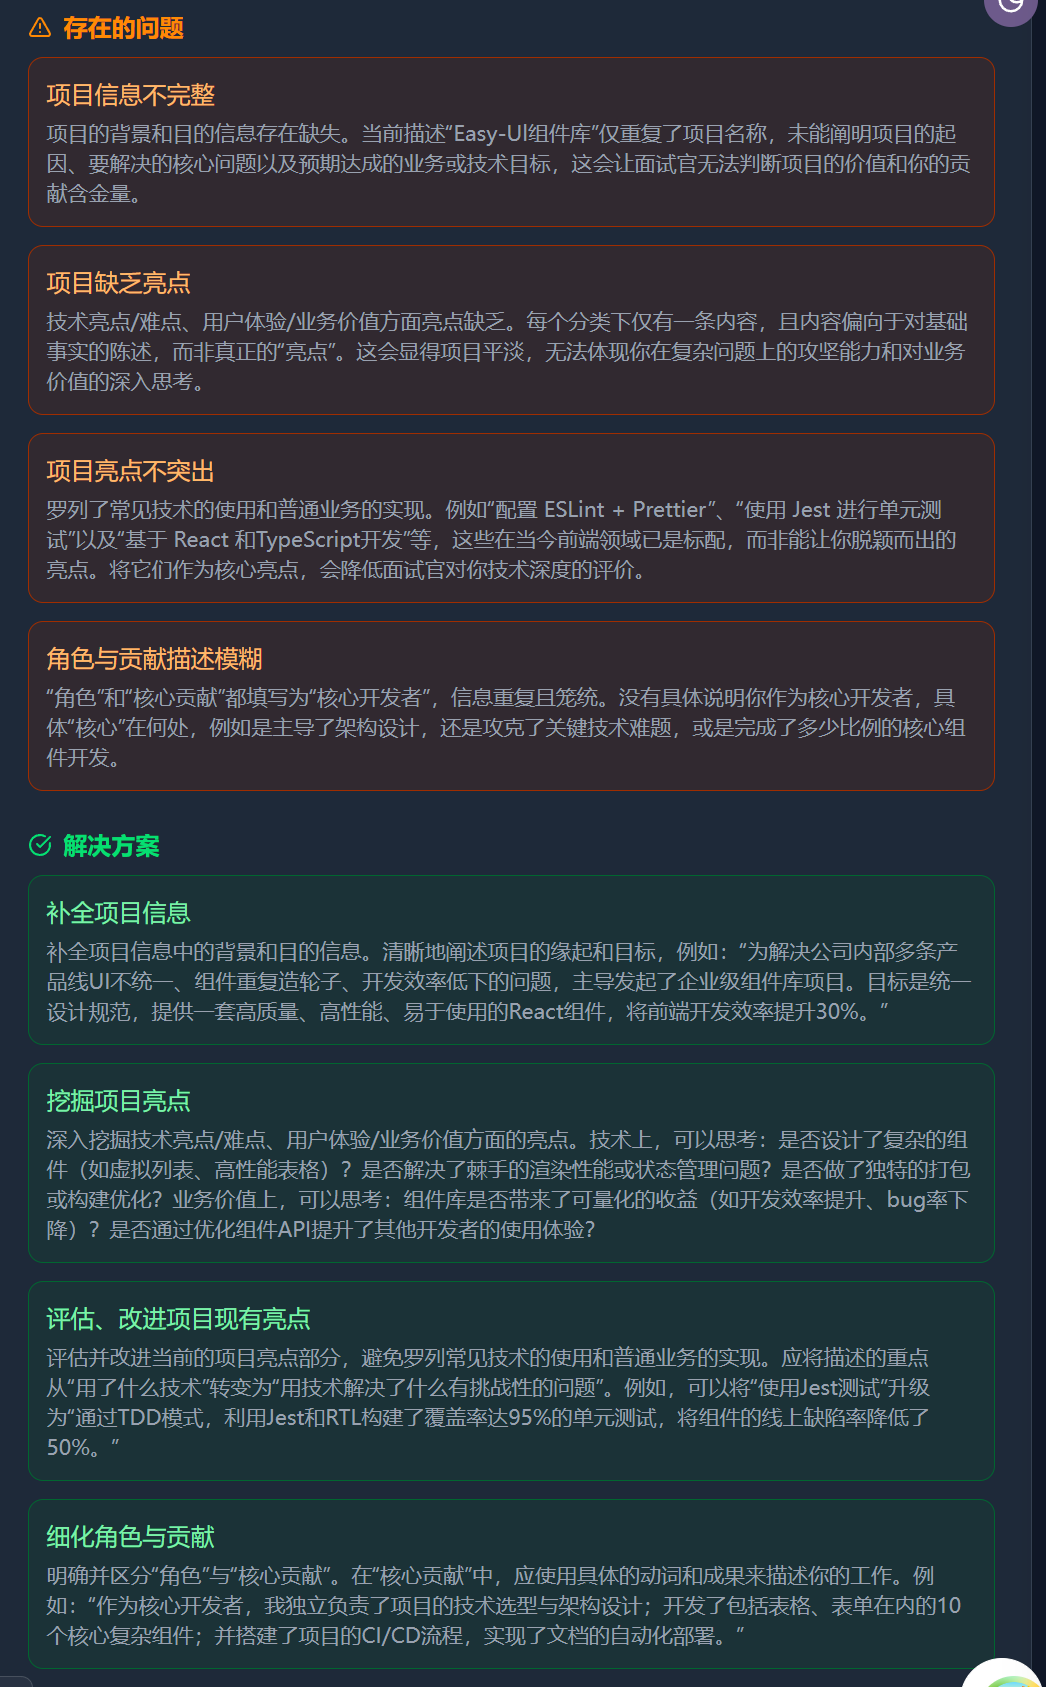 存在的问题
项目信息不完整
项目的背景和目的信息存在缺失。当前描述“Easy-UI组件库”仅重复了项目名称，未能阐明项目的起
因、要解决的核心问题以及预期达成的业务或技术目标，这会让面试官无法判断项目的价值和你的贡
献含金量。
项目缺乏亮点
技术亮点/难点、用户体验/业务价值方面亮点缺乏。每个分类下仅有一条内容，且内容偏向于对基础
事实的陈述，而非真正的“亮点”。这会显得项目平淡，无法体现你在复杂问题上的攻坚能力和对业务
价值的深入思考。
项目亮点不突出
罗列了常见技术的使用和普通业务的实现。例如“配置 ESLint + Prettier”、“使用 Jest 进行单元测
试”以及“基于 React 和TypeScript开发”等，这些在当今前端领域已是标配，而非能让你脱颖而出的
亮点。将它们作为核心亮点，会降低面试官对你技术深度的评价。
角色与贡献描述模糊
“角色”和“核心贡献”都填写为“核心开发者”，信息重复且笼统。没有具体说明你作为核心开发者，具
体“核心”在何处，例如是主导了架构设计，还是攻克了关键技术难题，或是完成了多少比例的核心组
件开发。
解决方案
补全项目信息
补全项目信息中的背景和目的信息。清晰地阐述项目的缘起和目标，例如：“为解决公司内部多条产
品线UI不统一、组件重复造轮子、开发效率低下的问题，主导发起了企业级组件库项目。目标是统一
设计规范，提供一套高质量、高性能、易于使用的React组件，将前端开发效率提升30%。”
挖掘项目亮点
深入挖掘技术亮点/难点、用户体验/业务价值方面的亮点。技术上，可以思考：是否设计了复杂的组
件（如虚拟列表、高性能表格）？是否解决了棘手的渲染性能或状态管理问题？是否做了独特的打包
或构建优化？业务价值上，可以思考：组件库是否带来了可量化的收益（如开发效率提升、bug率下
降）？是否通过优化组件API提升了其他开发者的使用体验？
评估、改进项目现有亮点
评估并改进当前的项目亮点部分，避免罗列常见技术的使用和普通业务的实现。应将描述的重点
从“用了什么技术”转变为“用技术解决了什么有挑战性的问题”。例如，可以将“使用Jest测试”升级
为“通过TDD模式，利用Jest和RTL构建了覆盖率达95%的单元测试，将组件的线上缺陷率降低了
50%。”
细化角色与贡献
明确并区分“角色”与“核心贡献”。在“核心贡献”中，应使用具体的动词和成果来描述你的工作。例
如：“作为核心开发者，我独立负责了项目的技术选型与架构设计；开发了包括表格、表单在内的10
个核心复杂组件；并搭建了项目的CI/CD流程，实现了文档的自动化部署。”